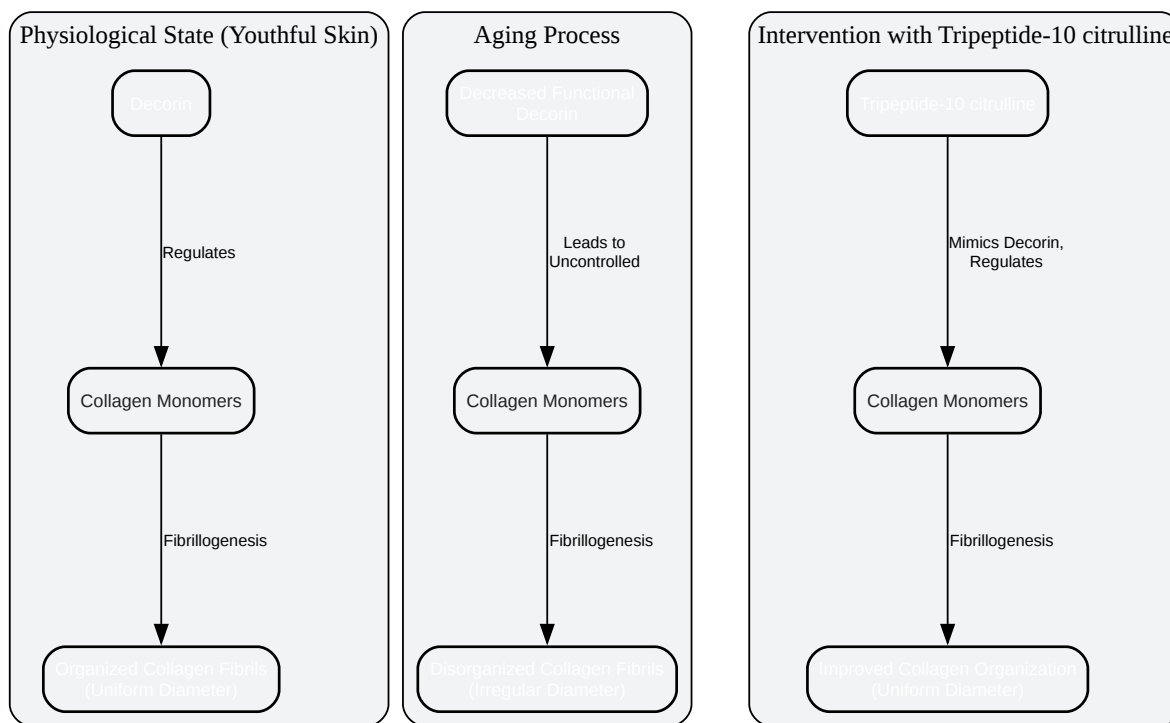 Physiological State (Youthful Skin)
Decorin
Regulates
Collagen Monomers
Fibrillogenesis
Organized Collagen Fibrils
(Uniform Diameter)
Aging Process
Decreased Functional
Decorin
Leads to
Uncontrolled
Collagen Monomers
Fibrillogenesis
Disorganized Collagen Fibrils
(Irregular Diameter)
Intervention with Tripeptide-10 citrulline
Tripeptide-10 citrulline
Mimics Decorin,
Regulates
Collagen Monomers
Fibrillogenesis
Improved Collagen Organization
(Uniform Diameter)